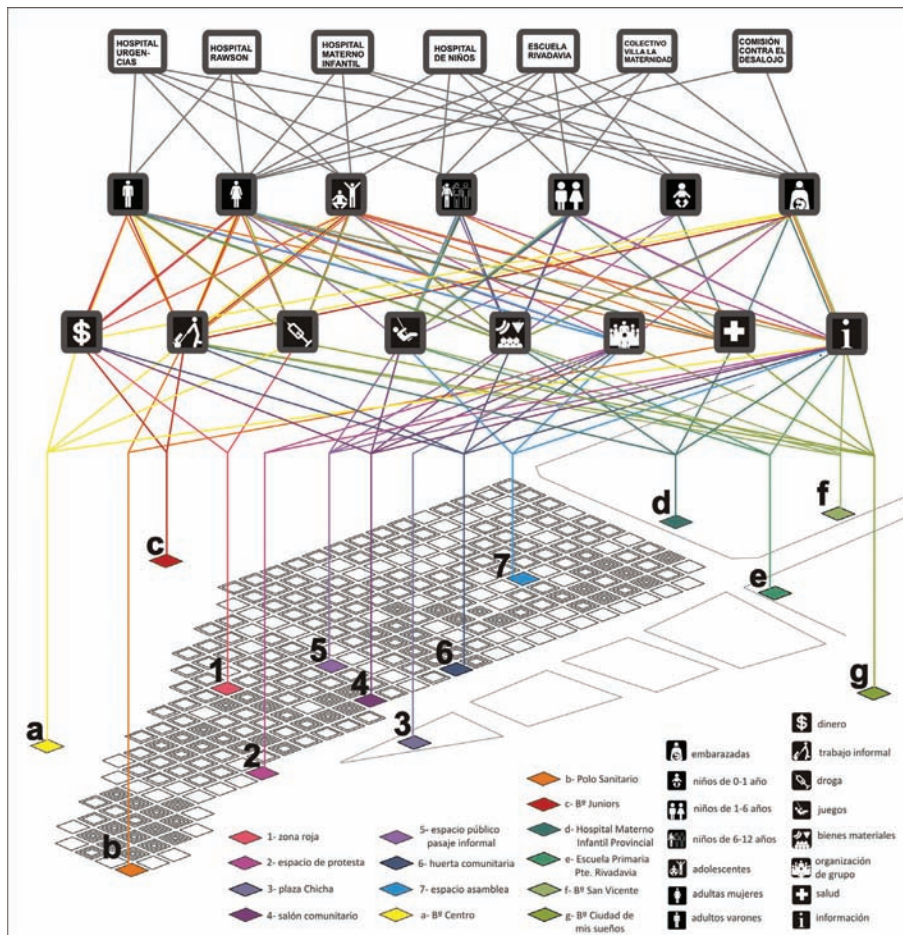 HOSPITAL
URGEN-
CIAS
HOSPITAL
RAWSON
HOSPITAL
MATERNO
INFANTIL
HOSPITAL
DE NIÑOS
ESCUELA
RIVADAVIA
COLECTIVO
VILLA LA
MATERNIDAD
COMISIÓN
CONTRA EL
DESALOJO
$
i
c
d
f
7
e
1
5
4
6
g
a
3
2
b
1- zona roja
2- espacio de protesta
3- plaza Chicha
4- salón comunitario
5- espacio público
pasaje informal
6- huerta comunitaria
7- espacio asamblea
a- Bº Centro
b- Polo Sanitario
c- Bº Juniors
d- Hospital Materno
Infantil Provincial
e- Escuela Primaria
Pte. Rivadavia
f- Bº San Vicente
g- Bº Ciudad de
mis sueños
embarazadas
niños de 0-1 año
niños de 1-6 años
niños de 6-12 años
adolescentes
adultas mujeres
adultos varones
$ dinero
trabajo informal
droga
juegos
bienes materiales
organización
de grupo
salud
i información